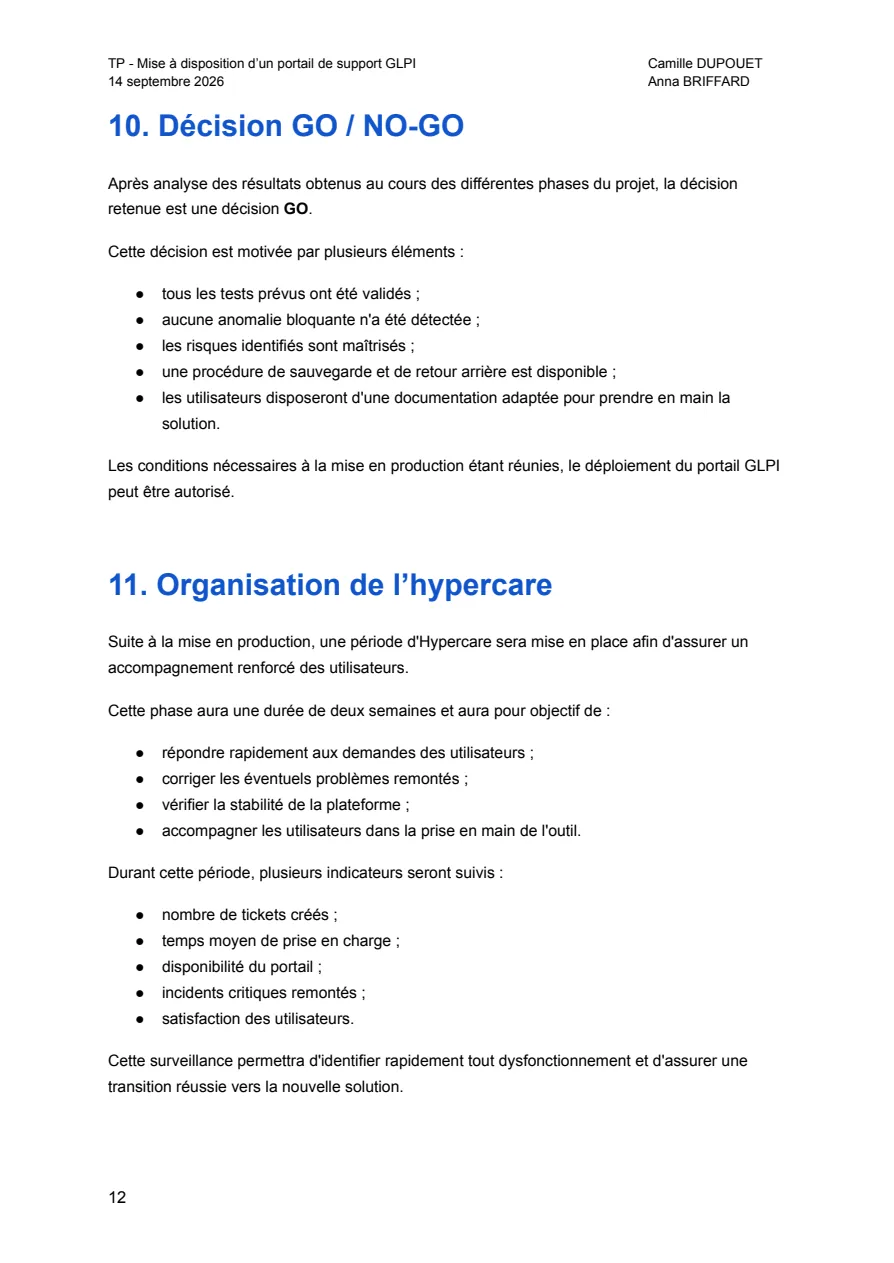 TP - Mise à disposition d’un portail de support GLPI
Camille DUPOUET
14 septembre 2026
Anna BRIFFARD
10. Décision GO / NO-GO
Après analyse des résultats obtenus au cours des différentes phases du projet, la décision
retenue est une décision GO.
Cette décision est motivée par plusieurs éléments :
● tous les tests prévus ont été validés ;
● aucune anomalie bloquante n'a été détectée ;
● les risques identifiés sont maîtrisés ;
● une procédure de sauvegarde et de retour arrière est disponible ;
● les utilisateurs disposeront d'une documentation adaptée pour prendre en main la
solution.
Les conditions nécessaires à la mise en production étant réunies, le déploiement du portail GLPI
peut être autorisé.
11. Organisation de l’hypercare
Suite à la mise en production, une période d'Hypercare sera mise en place afin d'assurer un
accompagnement renforcé des utilisateurs.
Cette phase aura une durée de deux semaines et aura pour objectif de :
● répondre rapidement aux demandes des utilisateurs ;
● corriger les éventuels problèmes remontés ;
● vérifier la stabilité de la plateforme ;
● accompagner les utilisateurs dans la prise en main de l'outil.
Durant cette période, plusieurs indicateurs seront suivis :
● nombre de tickets créés ;
● temps moyen de prise en charge ;
● disponibilité du portail ;
● incidents critiques remontés ;
● satisfaction des utilisateurs.
Cette surveillance permettra d'identifier rapidement tout dysfonctionnement et d'assurer une
transition réussie vers la nouvelle solution.
12